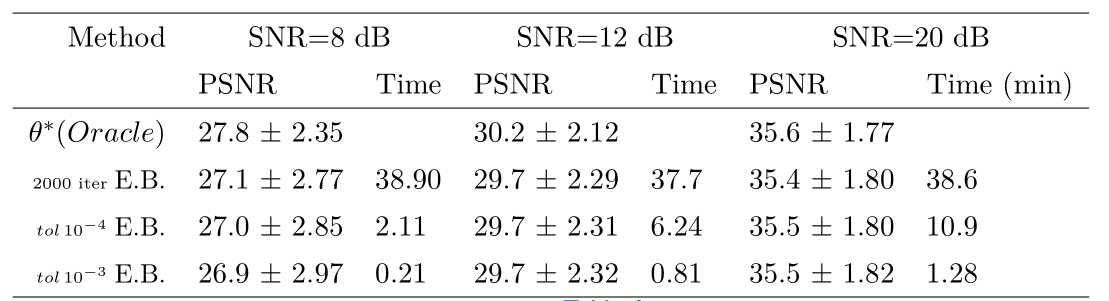 Method SNR=8 dB SNR=12 dB SNR=20 dB
PSNR Time PSNR Time PSNR Time (min)
θ*(Oracle) 27.8 ± 2.35 30.2 ± 2.12 35.6 ± 1.77
2000 iter E.B. 27.1 ± 2.77 38.90 29.7 ± 2.29 37.7 35.4 ± 1.80 38.6
tol 10⁻⁴ E.B. 27.0 ± 2.85 2.11 29.7 ± 2.31 6.24 35.5 ± 1.80 10.9
tol 10⁻³ E.B. 26.9 ± 2.97 0.21 29.7 ± 2.32 0.81 35.5 ± 1.82 1.28